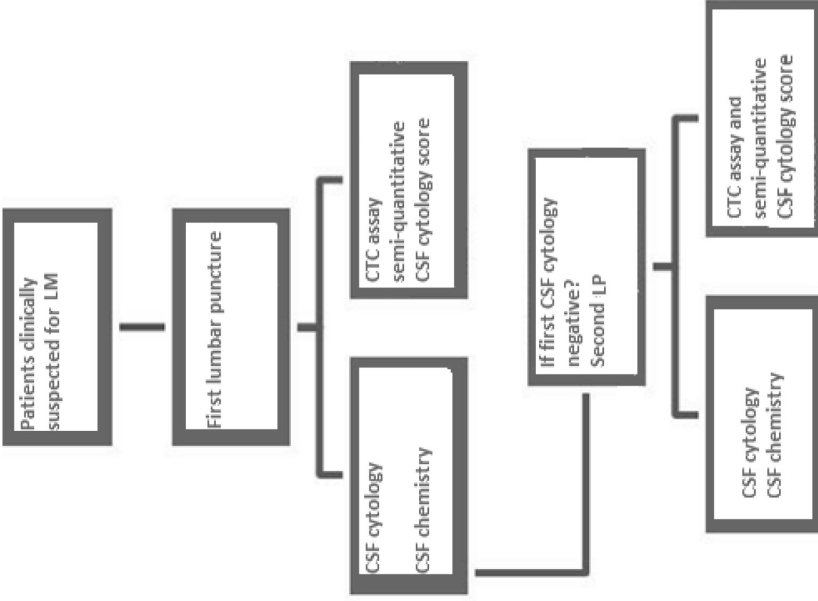 Patients clinically
suspected for LM
First lumbar puncture
CSF cytology
CSF chemistry
CTC assay
semi-quantitative
CSF cytology score
If first CSF cytology
negative?
Second LP
CSF cytology
CSF chemistry
CTC assay and
semi-quantitative
CSF cytology score